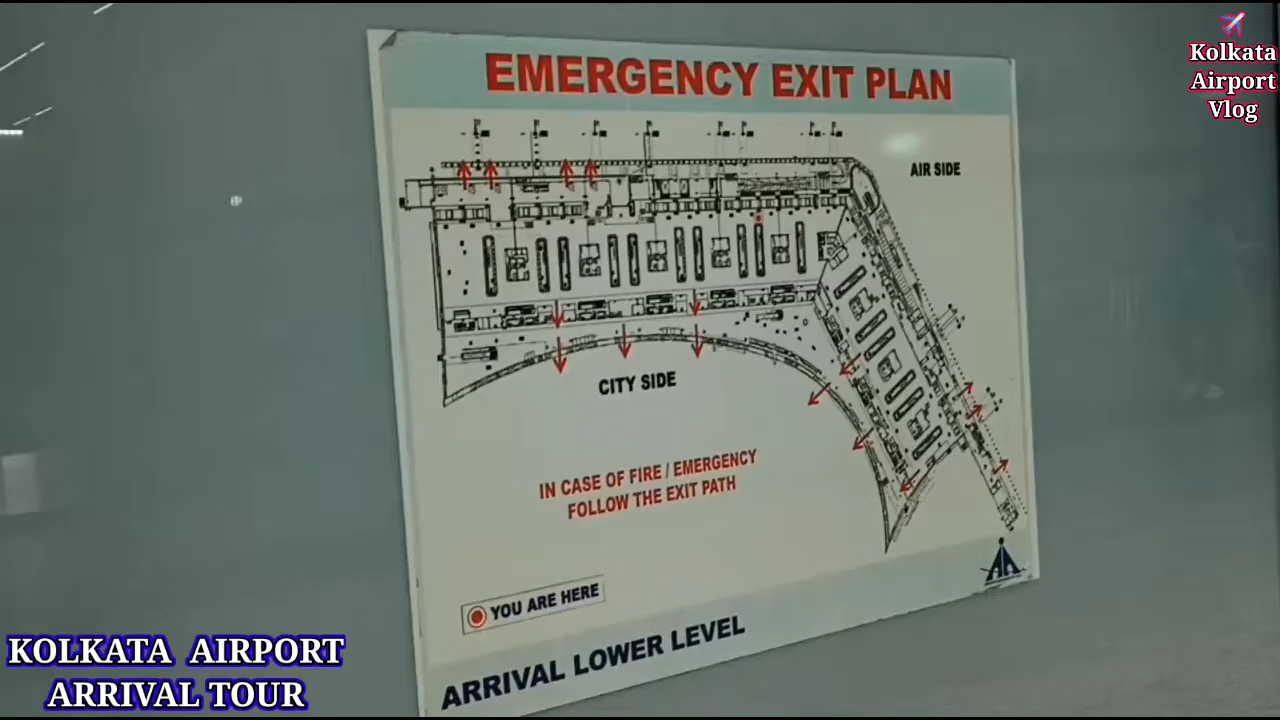 Kolkata
Airport
Vlog
EMERGENCY EXIT PLAN
AIR SIDE
CITY SIDE
IN CASE OF FIRE / EMERGENCY
FOLLOW THE EXIT PATH
YOU ARE HERE
ARRIVAL LOWER LEVEL
KOLKATA AIRPORT
ARRIVAL TOUR